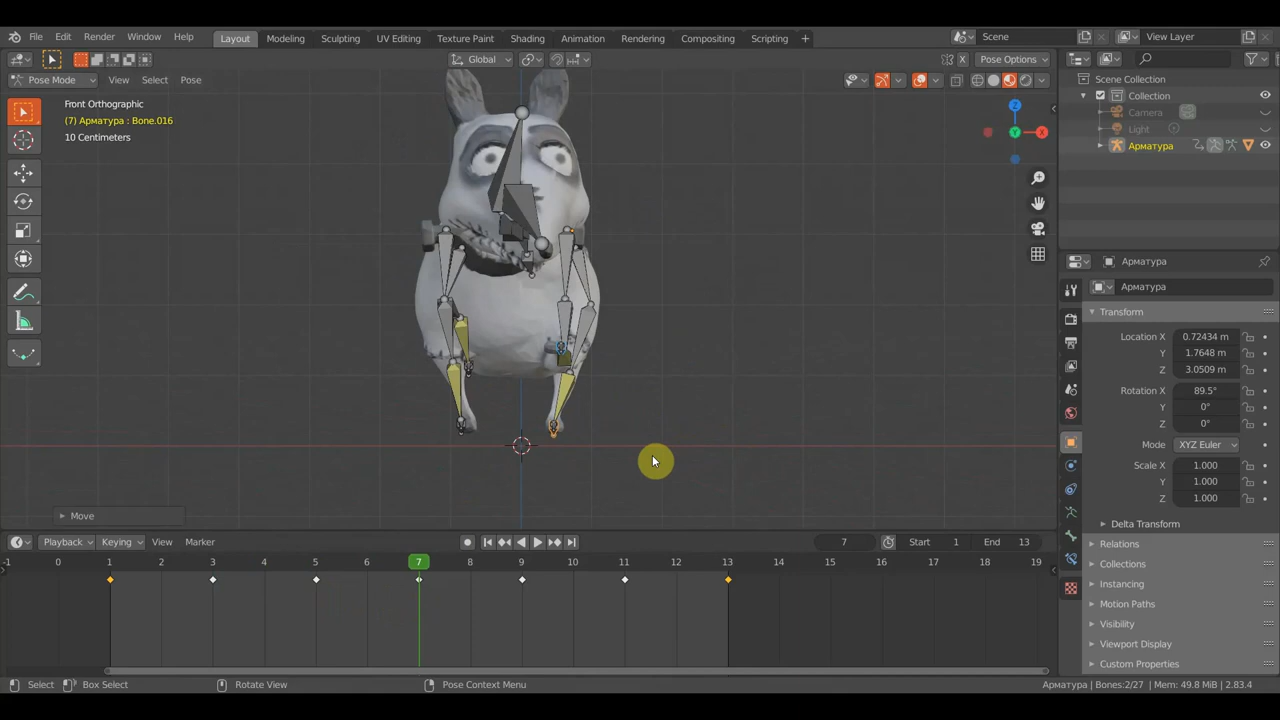 File Edit Render Window Help Layout Modeling Sculpting UV Editing Texture Paint Shading Animation Rendering Compositing Scripting + Scene View Layer
Global X Pose Options
Pose Mode View Select Pose
Front Orthographic
(7) Арматура : Bone.016
10 Centimeters
Move
Scene Collection
Collection
Camera
Light
Арматура
Арматура
Арматура
Transform
Location X 0.72434 m
Y 1.7648 m
Z 3.0509 m
Rotation X 89.5°
Y 0°
Z 0°
Mode XYZ Euler
Scale X 1.000
Y 1.000
Z 1.000
Delta Transform
Relations
Collections
Instancing
Motion Paths
Visibility
Viewport Display
Custom Properties
Playback Keying View Marker 7 Start 1 End 13
-1 0 1 2 3 4 5 6 7 8 9 10 11 12 13 14 15 16 17 18 19
Select Box Select Rotate View Pose Context Menu Арматура | Bones:2/27 | Mem: 49.8 MiB | 2.83.4